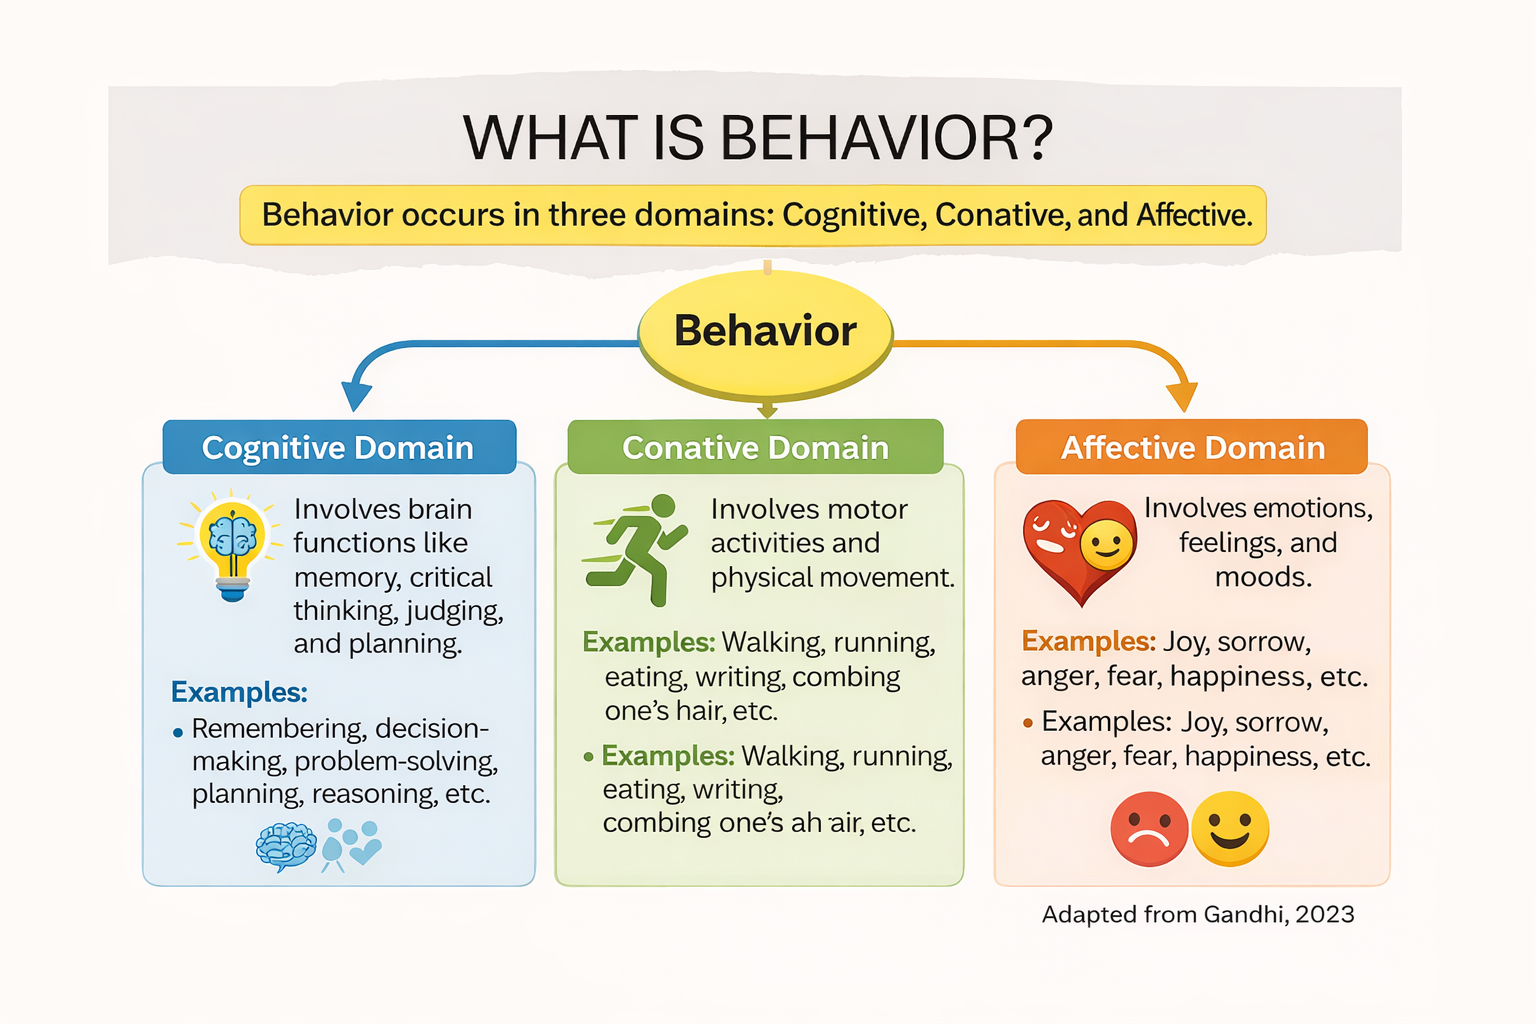 WHAT IS BEHAVIOR?
Behavior occurs in three domains: Cognitive, Conative, and Affective.
Behavior
Cognitive Domain
Involves brain
functions like
memory, critical
thinking, judging,
and planning.
Examples:
• Remembering, decision-
making, problem-solving,
planning, reasoning, etc.
Conative Domain
Involves motor
activities and
physical movement.
Examples: Walking, running,
eating, writing, combing
one's hair, etc.
• Examples: Walking, running,
eating, writing,
combing one's ah air, etc.
Affective Domain
Involves emotions,
feelings, and
moods.
Examples: Joy, sorrow,
anger, fear, happiness, etc.
• Examples: Joy, sorrow,
anger, fear, happiness, etc.
Adapted from Gandhi, 2023